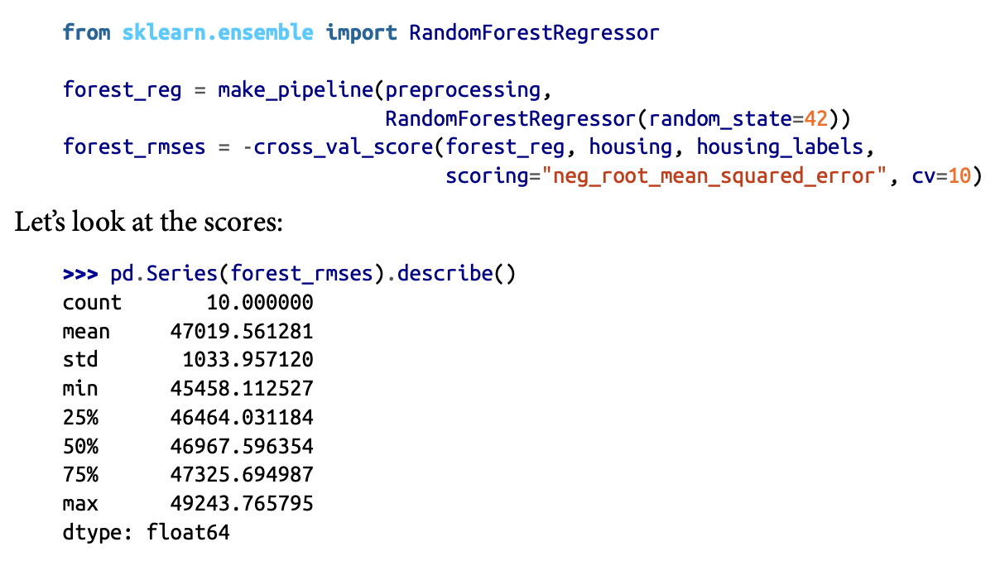 from sklearn.ensemble import RandomForestRegressor
forest_reg = make_pipeline(preprocessing,
                           RandomForestRegressor(random_state=42))
forest_rmses = -cross_val_score(forest_reg, housing, housing_labels,
                                scoring="neg_root_mean_squared_error", cv=10)
Let’s look at the scores:
>>> pd.Series(forest_rmses).describe()
count       10.000000
mean     47019.561281
std       1033.957120
min      45458.112527
25%      46464.031184
50%      46967.596354
75%      47325.694987
max      49243.765795
dtype: float64